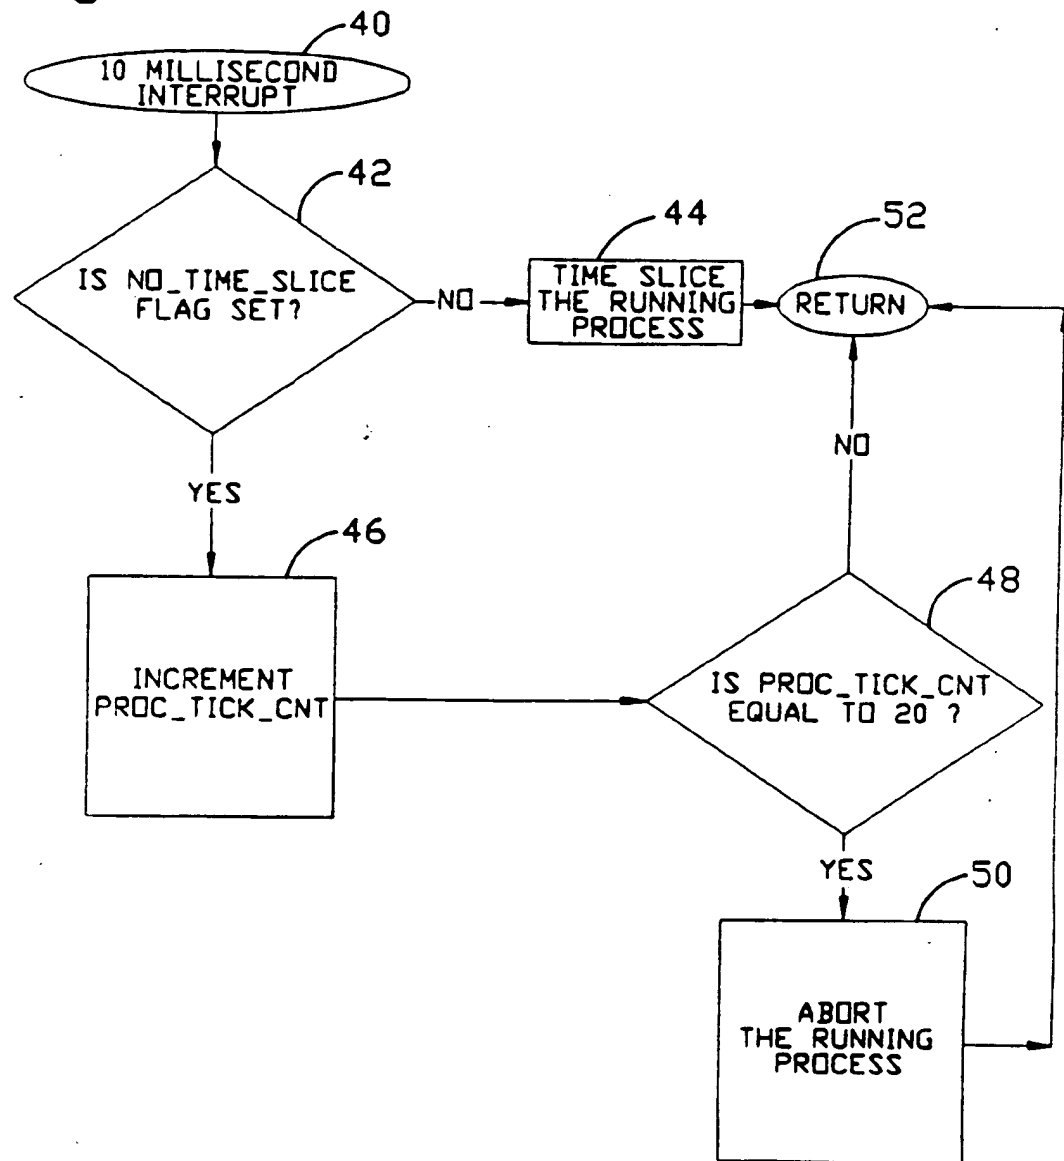 40
10 MILLISECOND
INTERRUPT
42
IS NO_TIME_SLICE
FLAG SET?
NO
44
TIME SLICE
THE RUNNING
PROCESS
52
RETURN
YES
NO
46
INCREMENT
PROC_TICK_CNT
48
IS PROC_TICK_CNT
EQUAL TO 20 ?
YES
50
ABORT
THE RUNNING
PROCESS